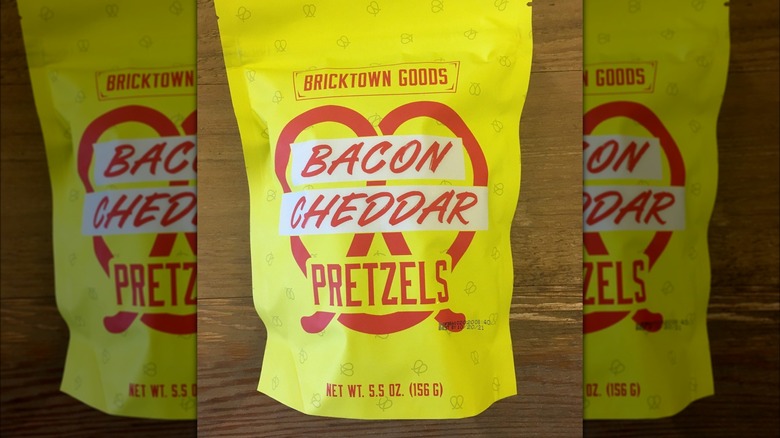 BRICKTOWN GOODS
BACON
CHEDDAR
PRETZELS
NET WT. 5.5 OZ. (156 G)